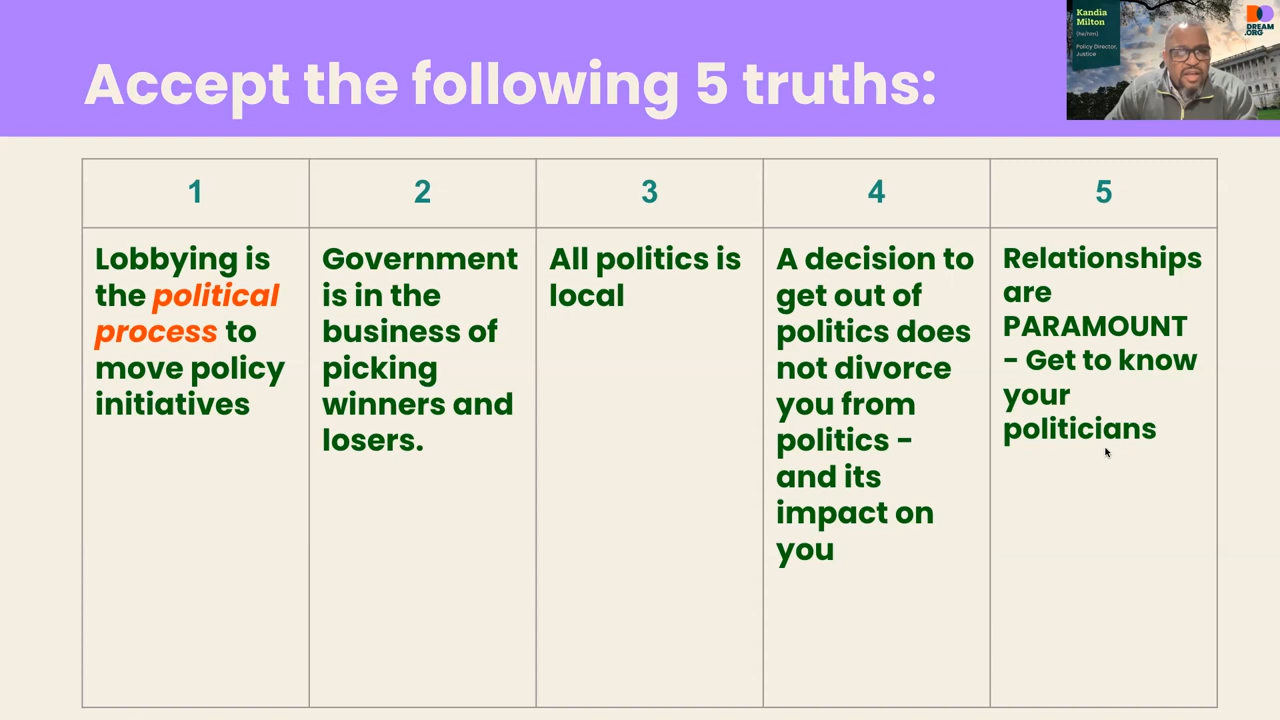 Accept the following 5 truths:
Kandia
Milton
(he/him)
Policy Director,
Justice
DREAM
.ORG
1
2
3
4
5
Lobbying is
the political
process to
move policy
initiatives
Government
is in the
business of
picking
winners and
losers.
All politics is
local
A decision to
get out of
politics does
not divorce
you from
politics -
and its
impact on
you
Relationships
are
PARAMOUNT
- Get to know
your
politicians